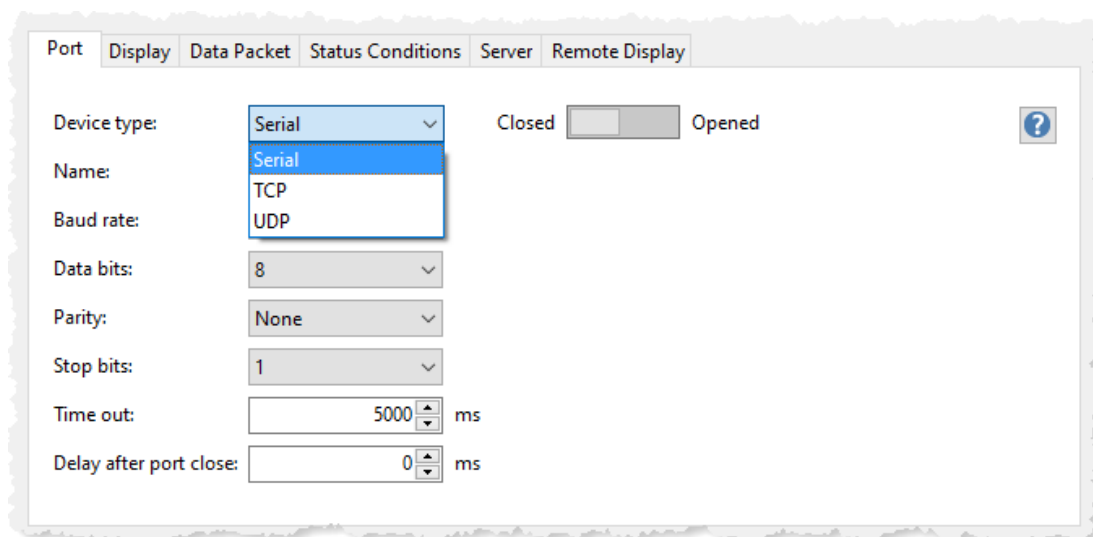 Port Display Data Packet Status Conditions Server Remote Display
Device type: Serial Closed Opened ?
Serial
Name:
TCP
Baud rate:
UDP
Data bits: 8
Parity: None
Stop bits: 1
Time out: 5000 ms
Delay after port close: 0 ms